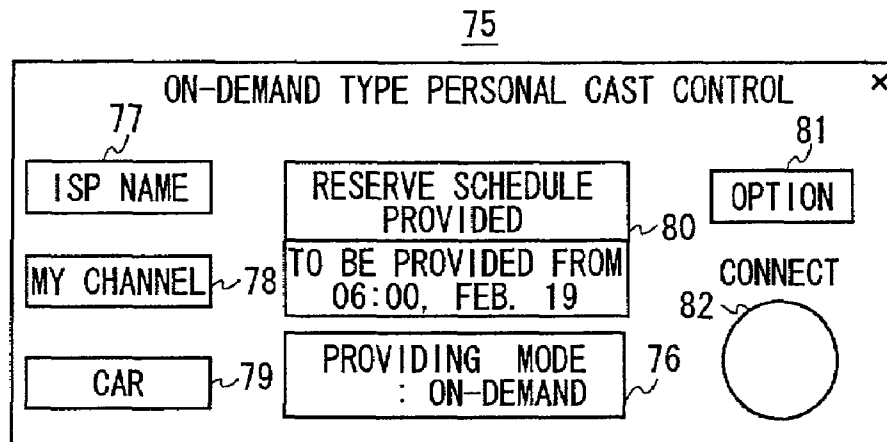 75
ON-DEMAND TYPE PERSONAL CAST CONTROL ×
77
81
ISP NAME
RESERVE SCHEDULE
PROVIDED
OPTION
80
MY CHANNEL
78
TO BE PROVIDED FROM
06:00, FEB. 19
CONNECT
82
CAR
79
PROVIDING MODE
: ON-DEMAND
76